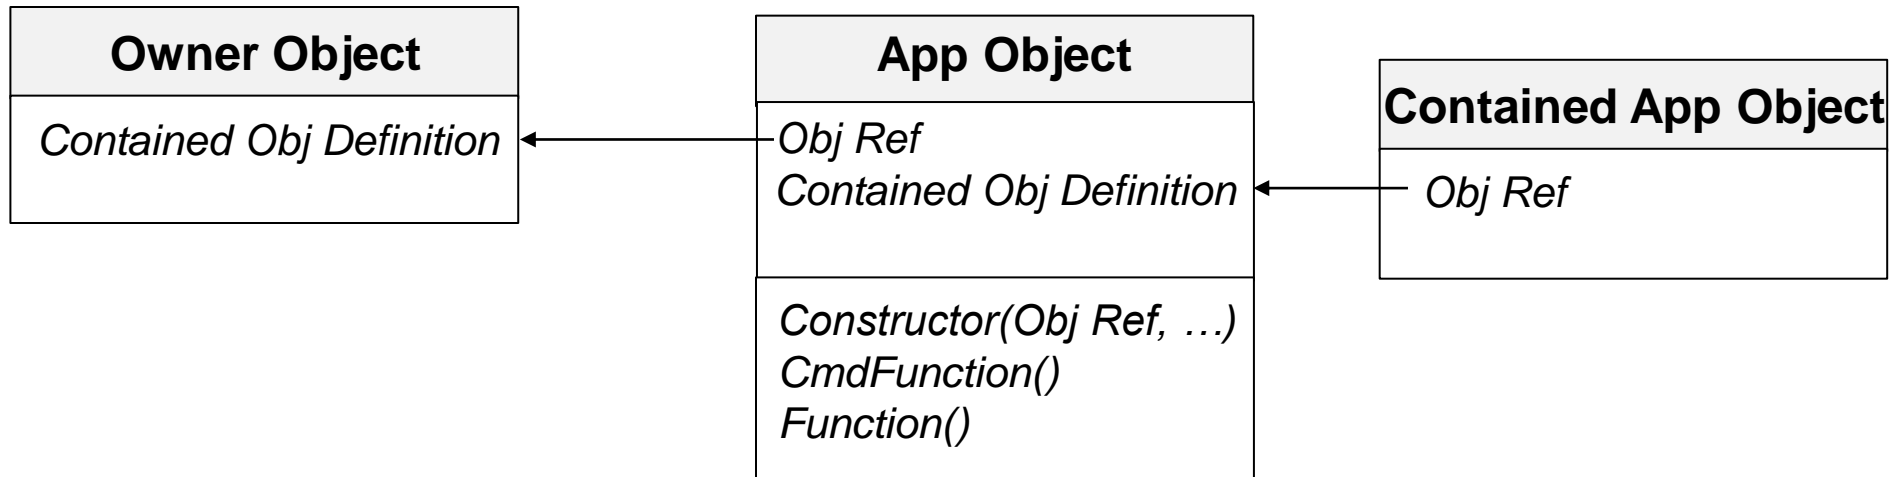 Owner Object
Contained Obj Definition
App Object
Obj Ref
Contained Obj Definition
Constructor(Obj Ref, …)
CmdFunction()
Function()
Contained App Object
Obj Ref